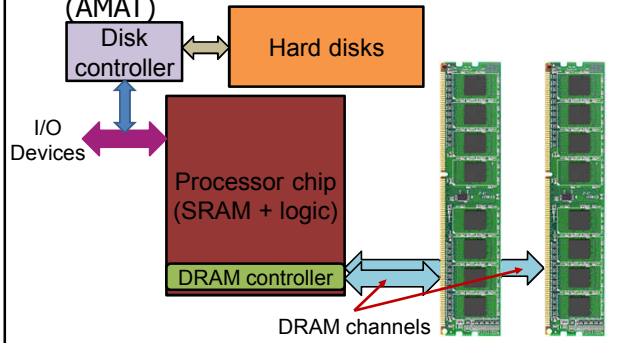 (AMAT)
Disk
controller
Hard disks
I/O
Devices
Processor chip
(SRAM + logic)
DRAM controller
DRAM channels